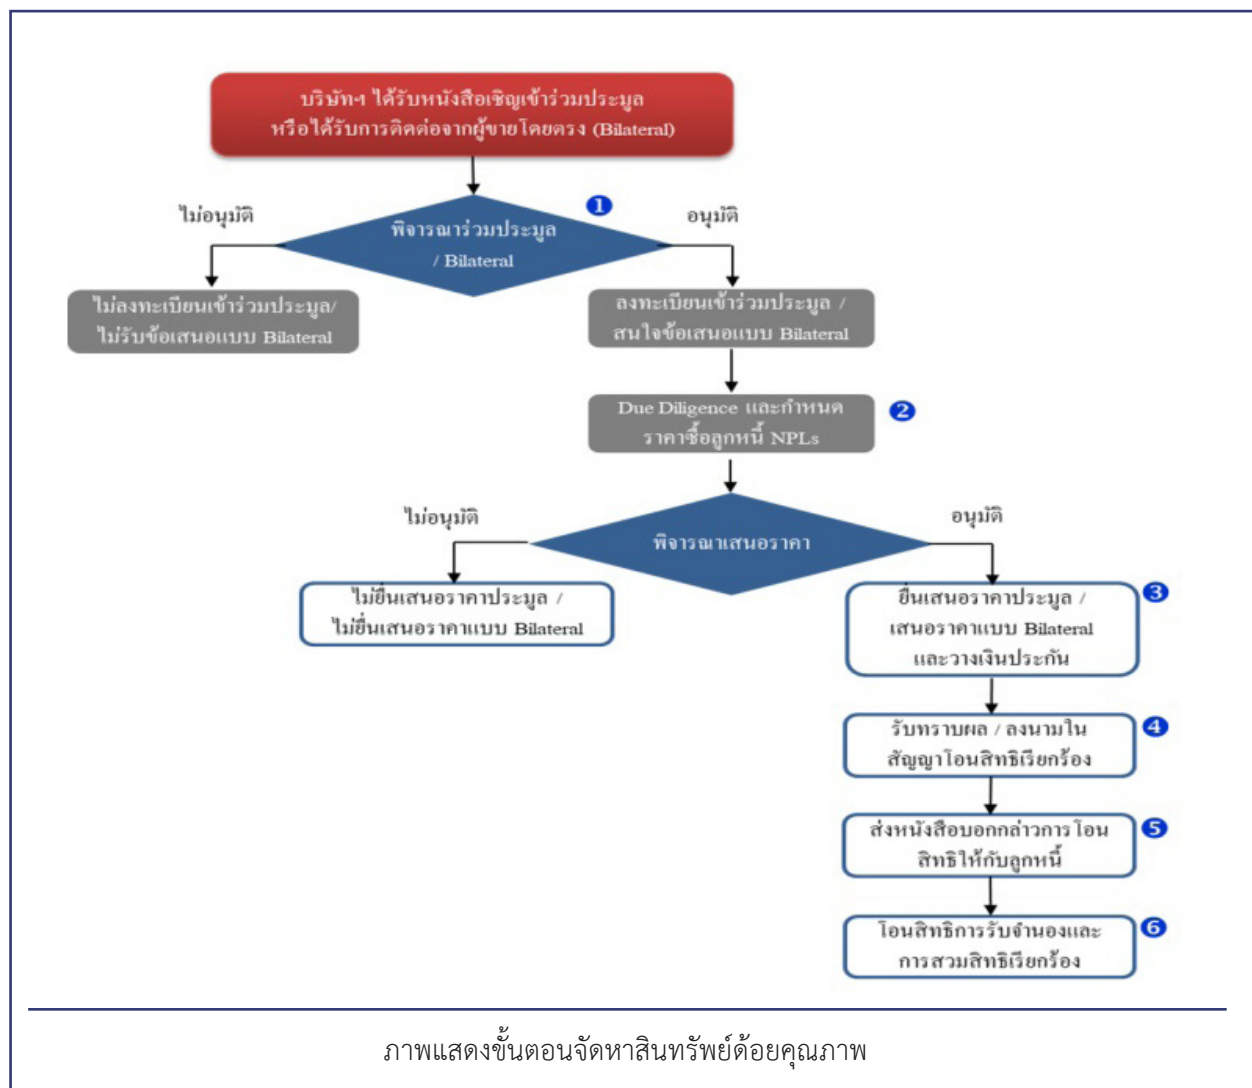 บริษัทฯ ได้รับหนังสือเชิญเข้าร่วมประมูล
หรือได้รับการติดต่อจากผู้ขายโดยตรง (Bilateral)
ไม่อนุมัติ
❶
อนุมัติ
พิจารณาร่วมประมูล
/ Bilateral
ไม่ลงทะเบียนเข้าร่วมประมูล/
ไม่รับข้อเสนอแบบ Bilateral
ลงทะเบียนเข้าร่วมประมูล /
สนใจข้อเสนอแบบ Bilateral
Due Diligence และกำหนด
ราคาซื้อลูกหนี้ NPLs
❷
ไม่อนุมัติ
อนุมัติ
พิจารณาเสนอราคา
ไม่ยื่นเสนอราคาประมูล /
ไม่ยื่นเสนอราคาแบบ Bilateral
ยื่นเสนอราคาประมูล /
เสนอราคาแบบ Bilateral
และวางเงินประกัน
❸
รับทราบผล / ลงนามใน
สัญญาโอนสิทธิเรียกร้อง
❹
ส่งหนังสือบอกกล่าวการโอน
สิทธิให้กับลูกหนี้
❺
โอนสิทธิการรับจำนองและ
การสวมสิทธิเรียกร้อง
❻
ภาพแสดงขั้นตอนจัดหาสินทรัพย์ด้อยคุณภาพ